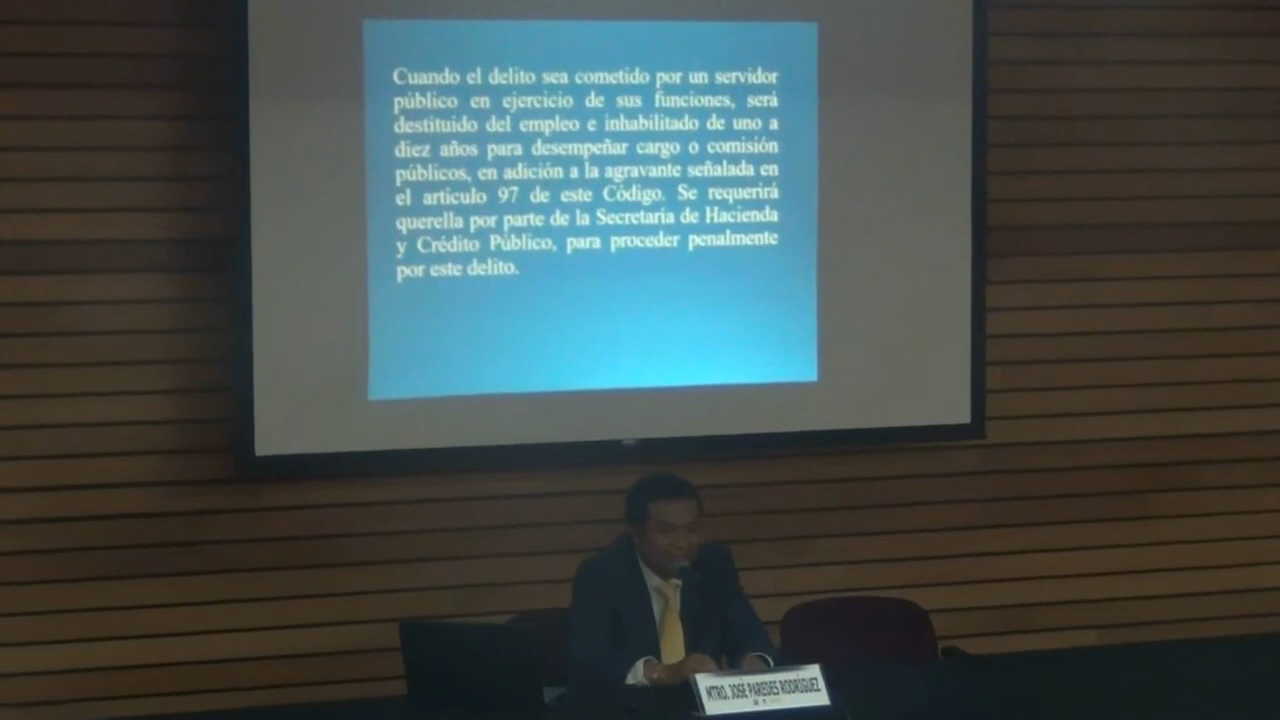 Cuando el delito sea cometido por un servidor
público en ejercicio de sus funciones, será
destituido del empleo e inhabilitado de uno a
diez años para desempeñar cargo o comisión
públicos, en adición a la agravante señalada en
el articulo 97 de este Código. Se requerirá
querella por parte de la Secretaria de Hacienda
y Crédito Público, para proceder penalmente
por este delito.
MTRO. JOSÉ PAREDES RODRÍGUEZ